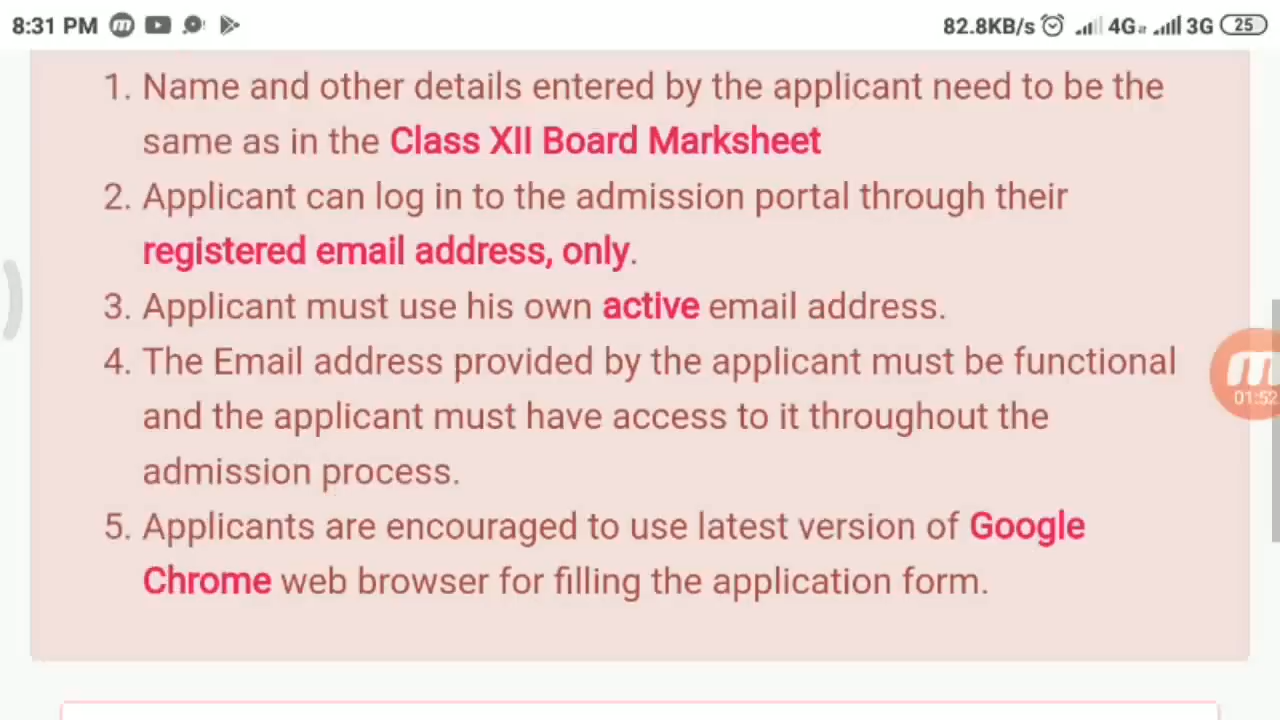 8:31 PM 82.8KB/s 4G 3G 25
1. Name and other details entered by the applicant need to be the
same as in the Class XII Board Marksheet
2. Applicant can log in to the admission portal through their
registered email address, only.
3. Applicant must use his own active email address.
4. The Email address provided by the applicant must be functional
and the applicant must have access to it throughout the
admission process.
01:52
5. Applicants are encouraged to use latest version of Google
Chrome web browser for filling the application form.